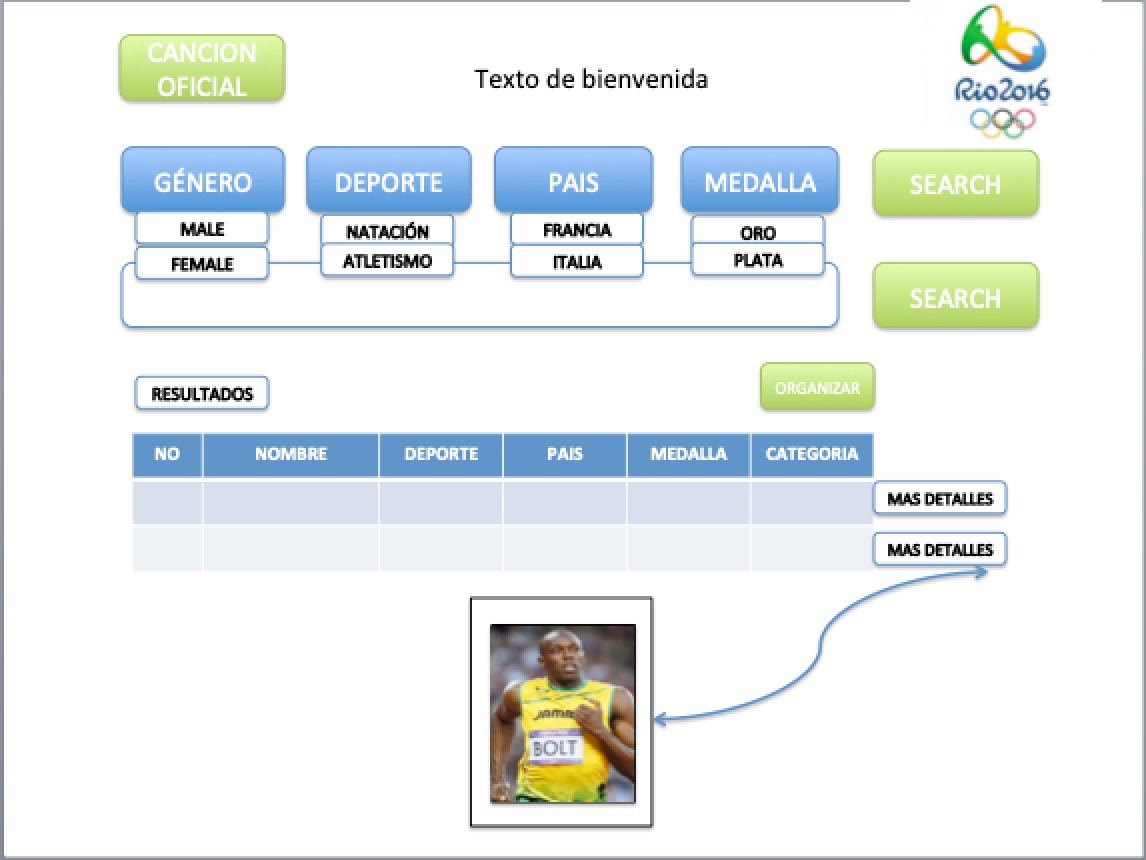 CANCION
OFICIAL
Texto de bienvenida
Rio2016
GÉNERO
DEPORTE
PAIS
MEDALLA
SEARCH
MALE
NATACIÓN
FRANCIA
ORO
FEMALE
ATLETISMO
ITALIA
PLATA
SEARCH
RESULTADOS
ORGANIZAR
NO
NOMBRE
DEPORTE
PAIS
MEDALLA
CATEGORIA
MAS DETALLES
MAS DETALLES
BOLT